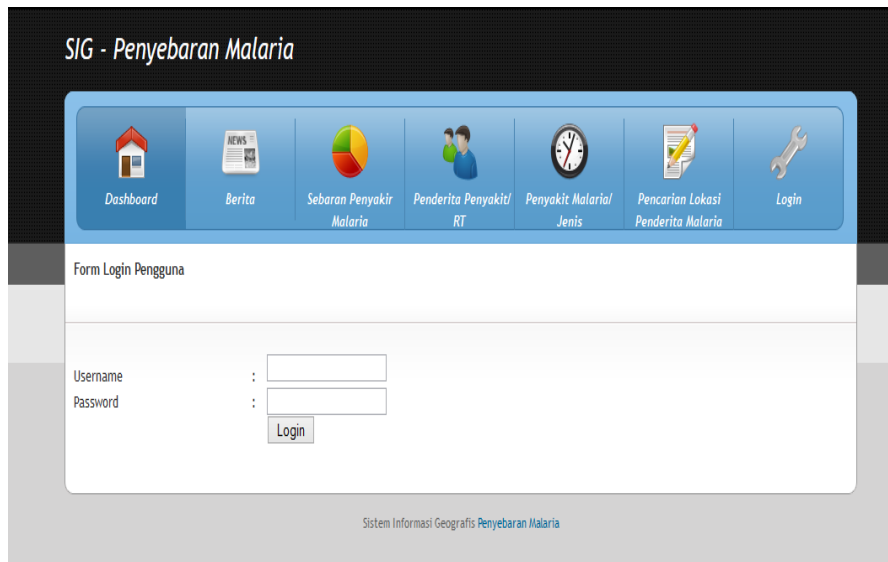 SIG - Penyebaran Malaria
NEWS
Dashboard
Berita
Sebaran Penyakir
Malaria
Penderita Penyakit/
RT
Penyakit Malaria/
Jenis
Pencarian Lokasi
Penderita Malaria
Login
Form Login Pengguna
Username :
Password :
Login
Sistem Informasi Geografis Penyebaran Malaria